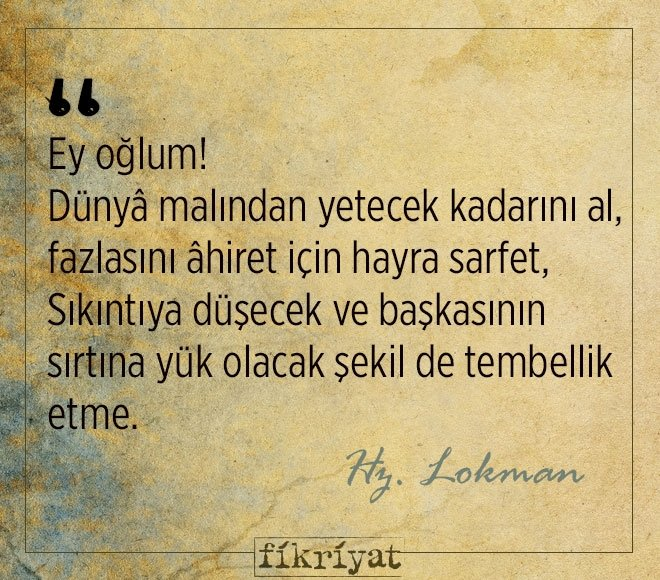 Ey oğlum!
Dünyâ malından yetecek kadarını al,
fazlasını âhiret için hayra sarfet,
Sıkıntıya düşecek ve başkasının
sırtına yük olacak şekil de tembellik
etme.
Hz. Lokman
fikriyat